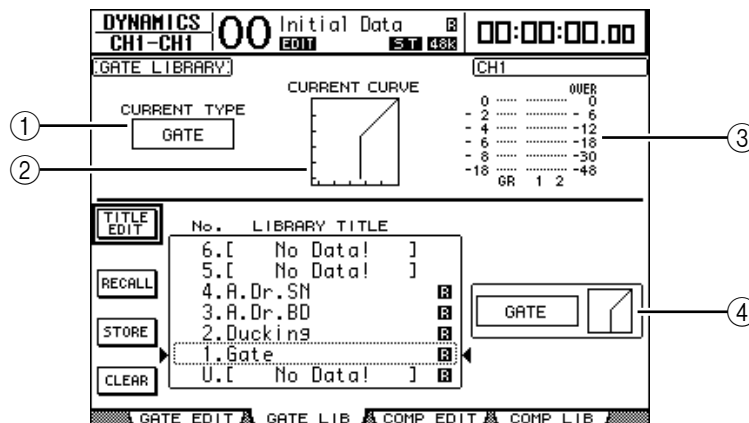 DYNAMICS
CH1-CH1
00
Initial Data R
EDIT ST 48K
00:00:00.00
GATE LIBRARY
CH1
CURRENT TYPE
GATE
CURRENT CURVE
OVER
0 0
-2 -6
-4 -12
-6 -18
-8 -30
-18 -48
GR 1 2
1
2
3
TITLE EDIT
RECALL
STORE
CLEAR
No. LIBRARY TITLE
6.[ No Data! ]
5.[ No Data! ]
4.A.Dr.SN R
3.A.Dr.BD R
2.Ducking R
1.Gate R
U.[ No Data! ] R
GATE
4
GATE EDIT GATE LIB COMP EDIT COMP LIB